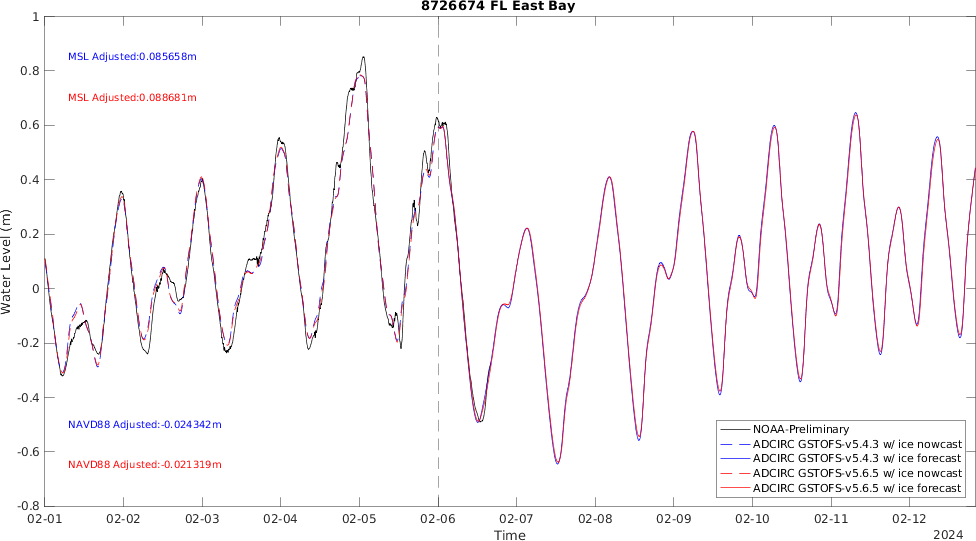 8726674 FL East Bay
1
0.8
0.6
0.4
0.2
0
-0.2
-0.4
-0.6
-0.8
Water Level (m)
MSL Adjusted:0.085658m
MSL Adjusted:0.088681m
NAVD88 Adjusted:-0.024342m
NAVD88 Adjusted:-0.021319m
NOAA-Preliminary
ADCIRC GSTOFS-v5.4.3 w/ ice nowcast
ADCIRC GSTOFS-v5.4.3 w/ ice forecast
ADCIRC GSTOFS-v5.6.5 w/ ice nowcast
ADCIRC GSTOFS-v5.6.5 w/ ice forecast
02-01 02-02 02-03 02-04 02-05 02-06 02-07 02-08 02-09 02-10 02-11 02-12
Time
2024